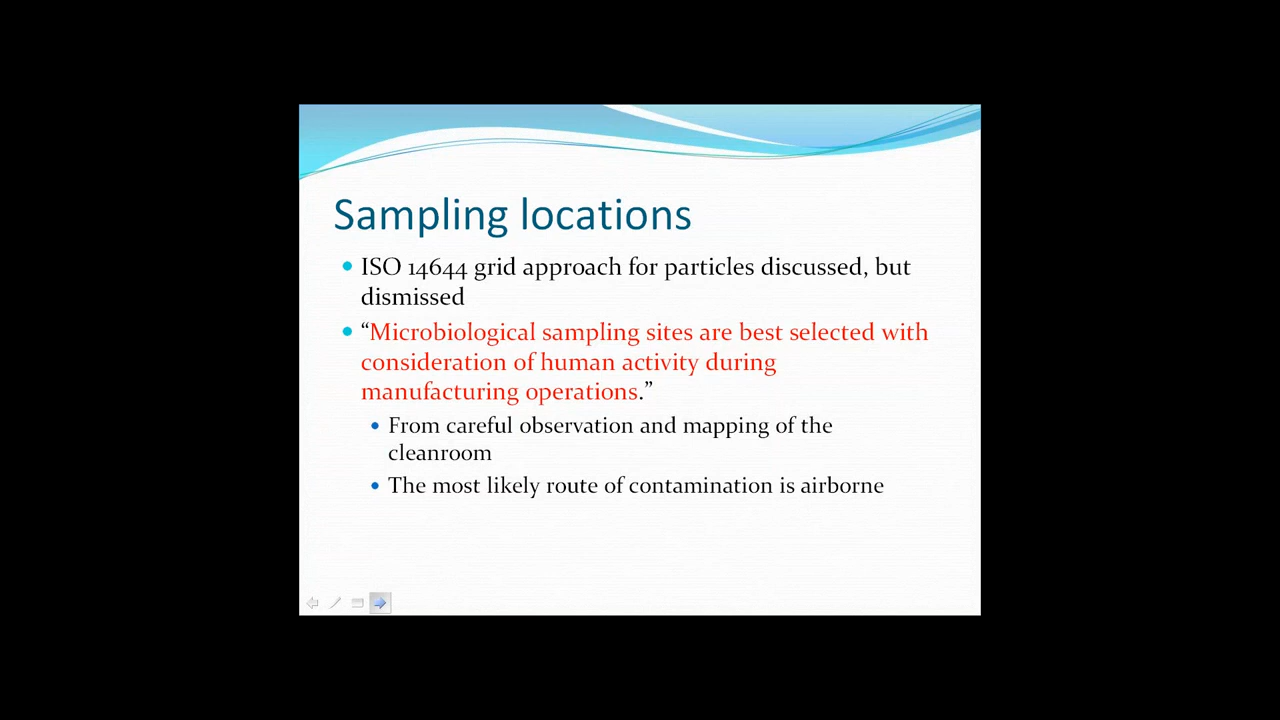 Sampling locations
ISO 14644 grid approach for particles discussed, but
dismissed
“Microbiological sampling sites are best selected with
consideration of human activity during
manufacturing operations.”
From careful observation and mapping of the
cleanroom
The most likely route of contamination is airborne